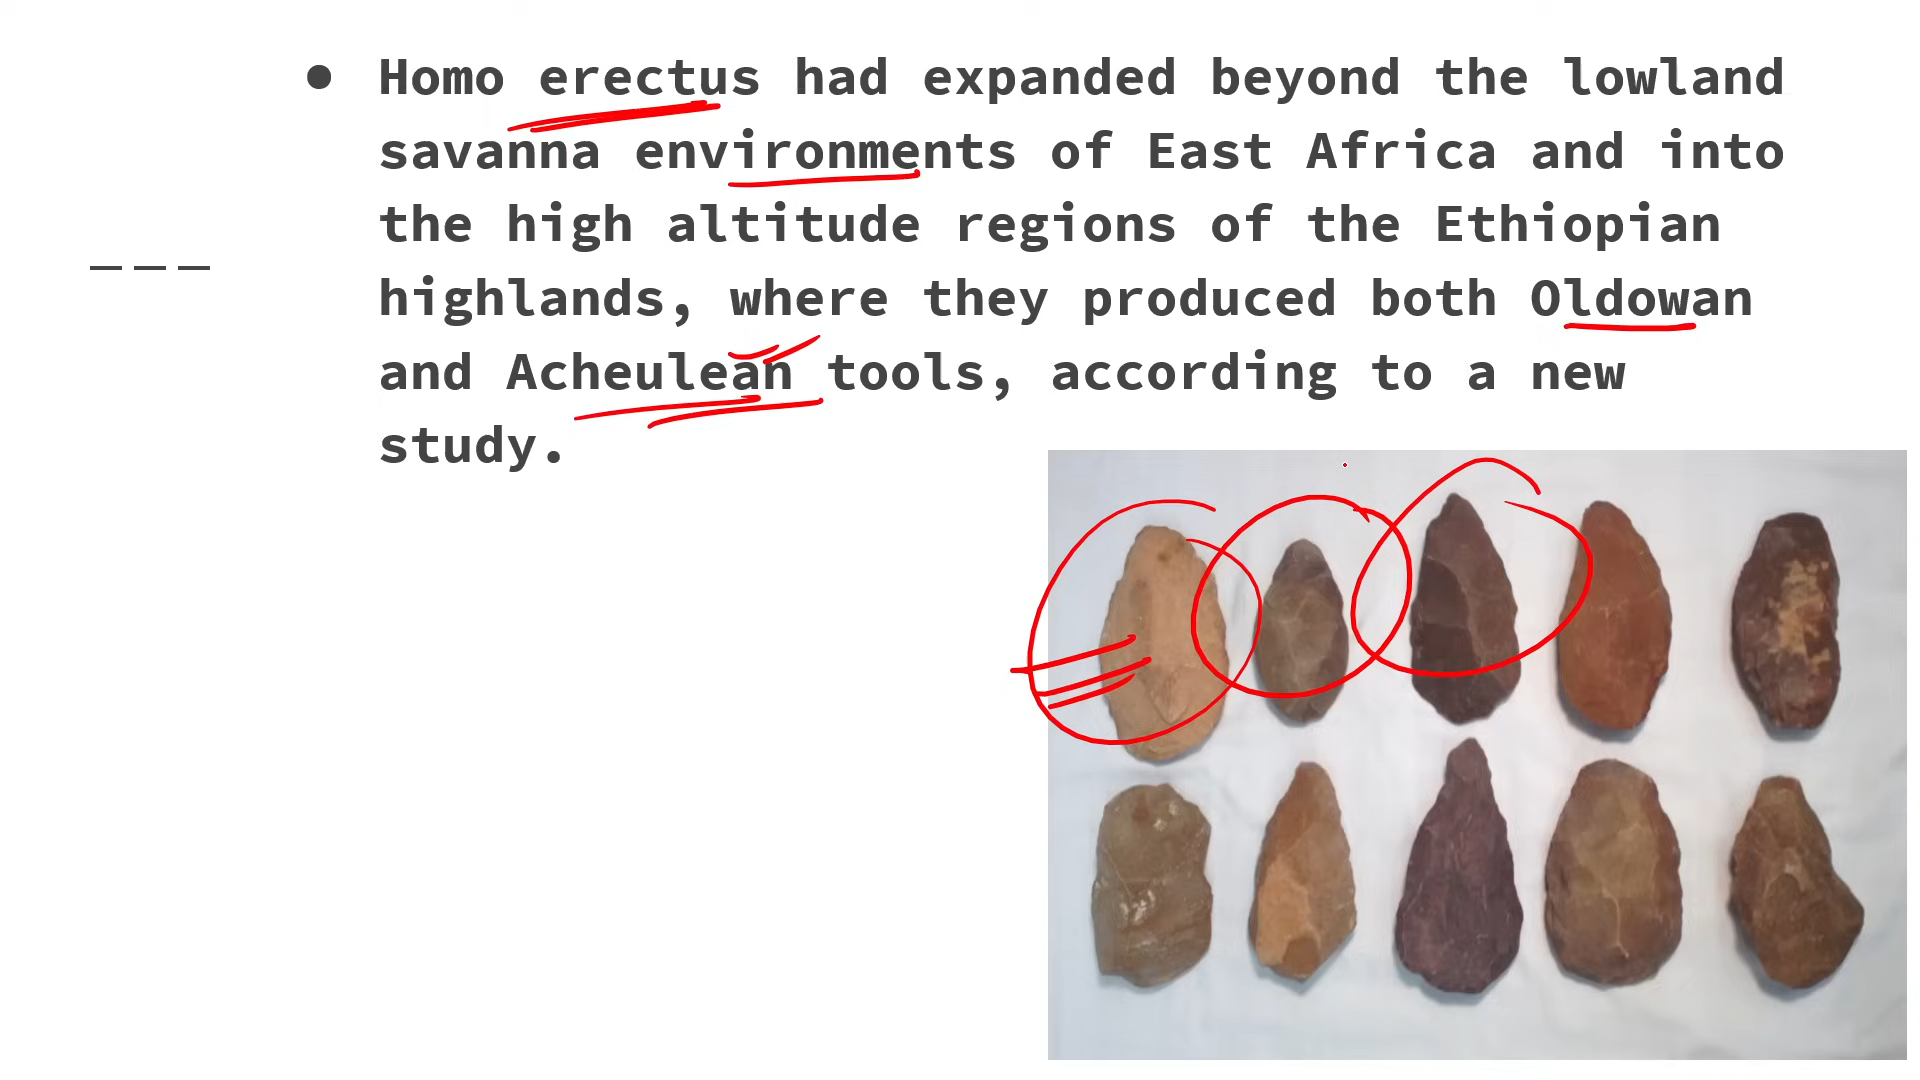 ● Homo erectus had expanded beyond the lowland
savanna environments of East Africa and into
the high altitude regions of the Ethiopian
highlands, where they produced both Oldowan
and Acheulean tools, according to a new
study.